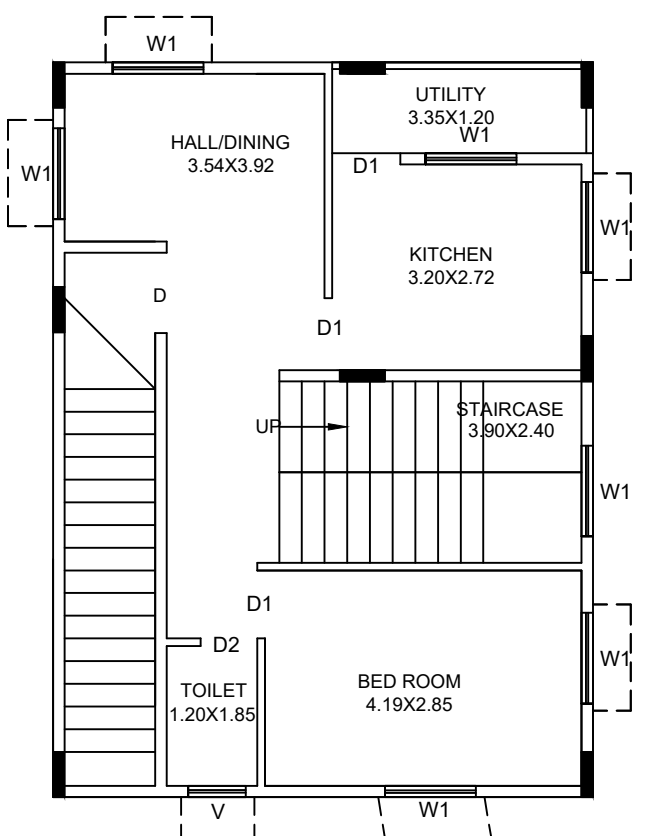 W1
UTILITY
3.35X1.20
W1
HALL/DINING
3.54X3.92
D1
W1
W1
KITCHEN
3.20X2.72
D
D1
STAIRCASE
3.90X2.40
UP
W1
D1
D2
W1
BED ROOM
4.19X2.85
TOILET
1.20X1.85
V
W1